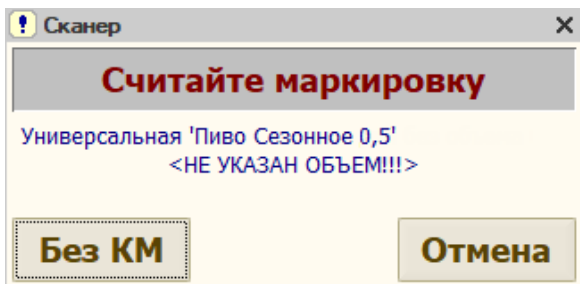 Сканер
Считайте маркировку
Универсальная 'Пиво Сезонное 0,5'
<НЕ УКАЗАН ОБЪЕМ!!!>
Без КМ Отмена